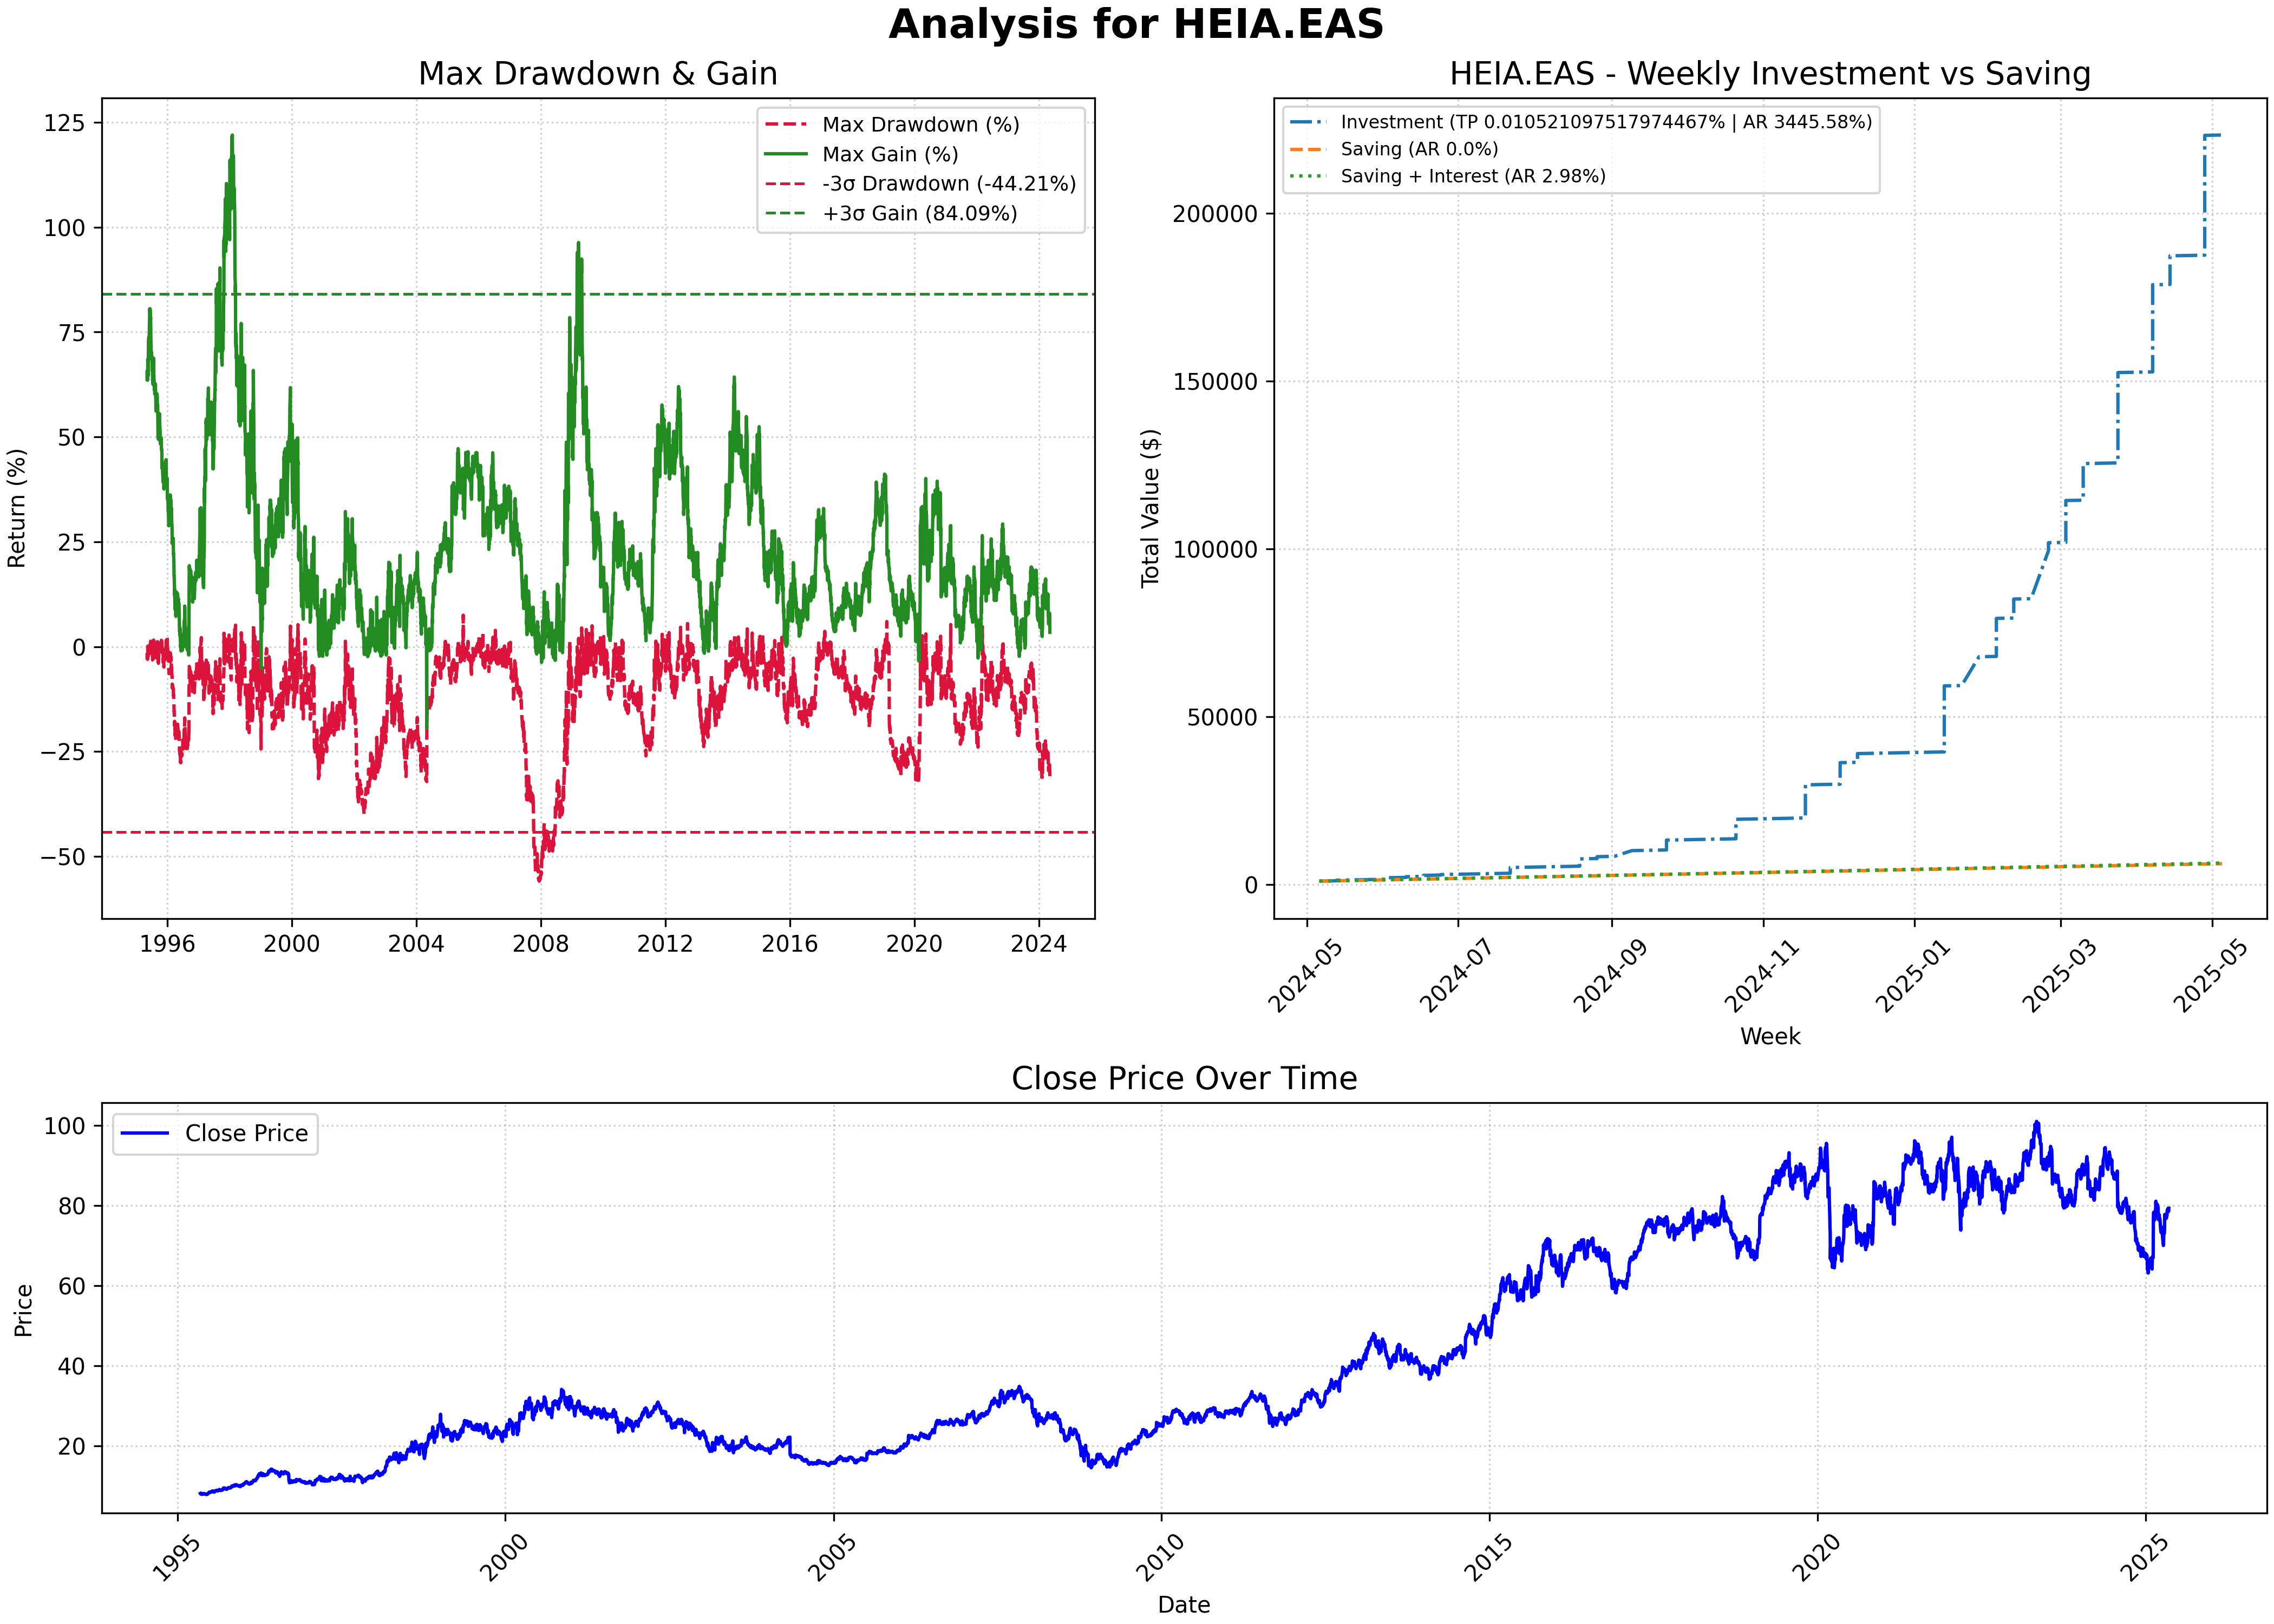 Analysis for HEIA.EAS
Max Drawdown & Gain
Return (%)
125
100
75
50
25
0
−25
−50
Max Drawdown (%)
Max Gain (%)
-3σ Drawdown (-44.21%)
+3σ Gain (84.09%)
1996
2000
2004
2008
2012
2016
2020
2024
HEIA.EAS - Weekly Investment vs Saving
Total Value ($)
200000
150000
100000
50000
0
Investment (TP 0.010521097517974467% | AR 3445.58%)
Saving (AR 0.0%)
Saving + Interest (AR 2.98%)
2024-05
2024-07
2024-09
2024-11
2025-01
2025-03
2025-05
Week
Close Price Over Time
Price
100
80
60
40
20
Close Price
1995
2000
2005
2010
2015
2020
2025
Date